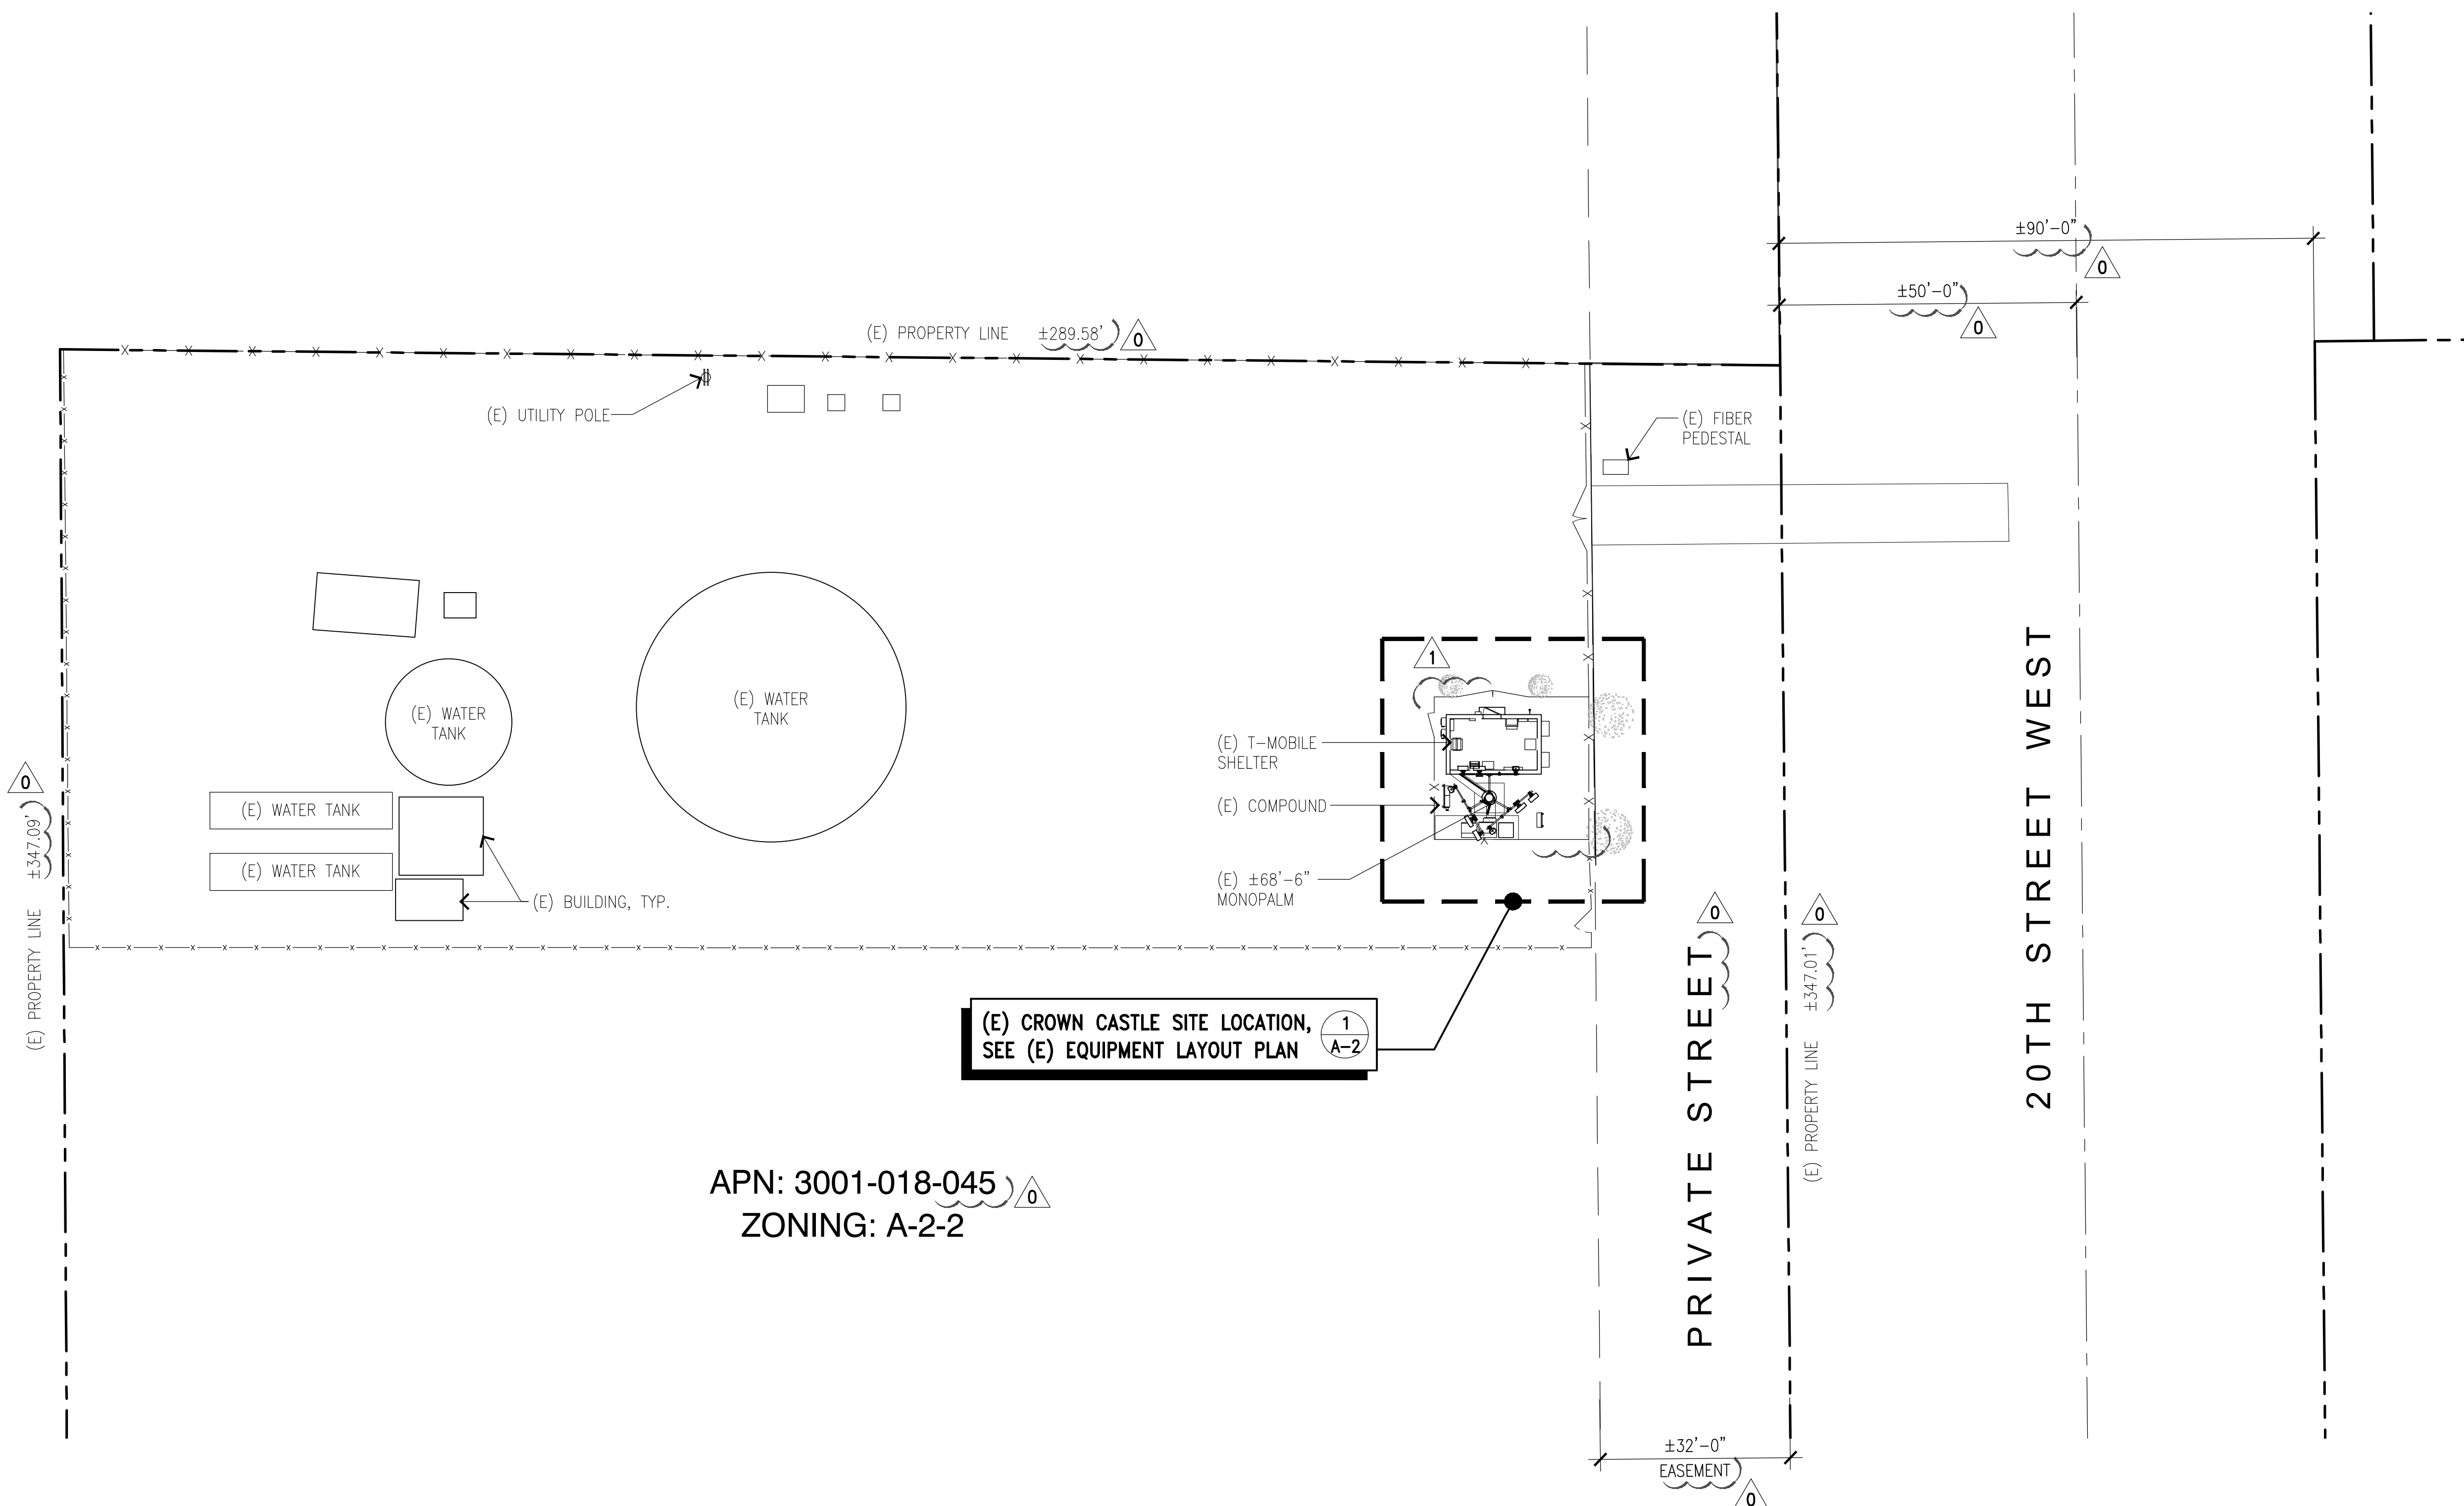 ±90'-0"
0
±50'-0"
0
(E) PROPERTY LINE ±289.58'
0
(E) UTILITY POLE
(E) FIBER
PEDESTAL
1
(E) WATER
TANK
(E) WATER
TANK
(E) T-MOBILE
SHELTER
(E) COMPOUND
(E) ±68'-6"
MONOPALM
(E) WATER TANK
(E) WATER TANK
(E) BUILDING, TYP.
0
(E) PROPERTY LINE ±347.09'
(E) CROWN CASTLE SITE LOCATION,
SEE (E) EQUIPMENT LAYOUT PLAN
1
A-2
0
PRIVATE STREET
0
(E) PROPERTY LINE ±347.01'
20TH STREET WEST
APN: 3001-018-045
0
ZONING: A-2-2
±32'-0"
EASEMENT
0